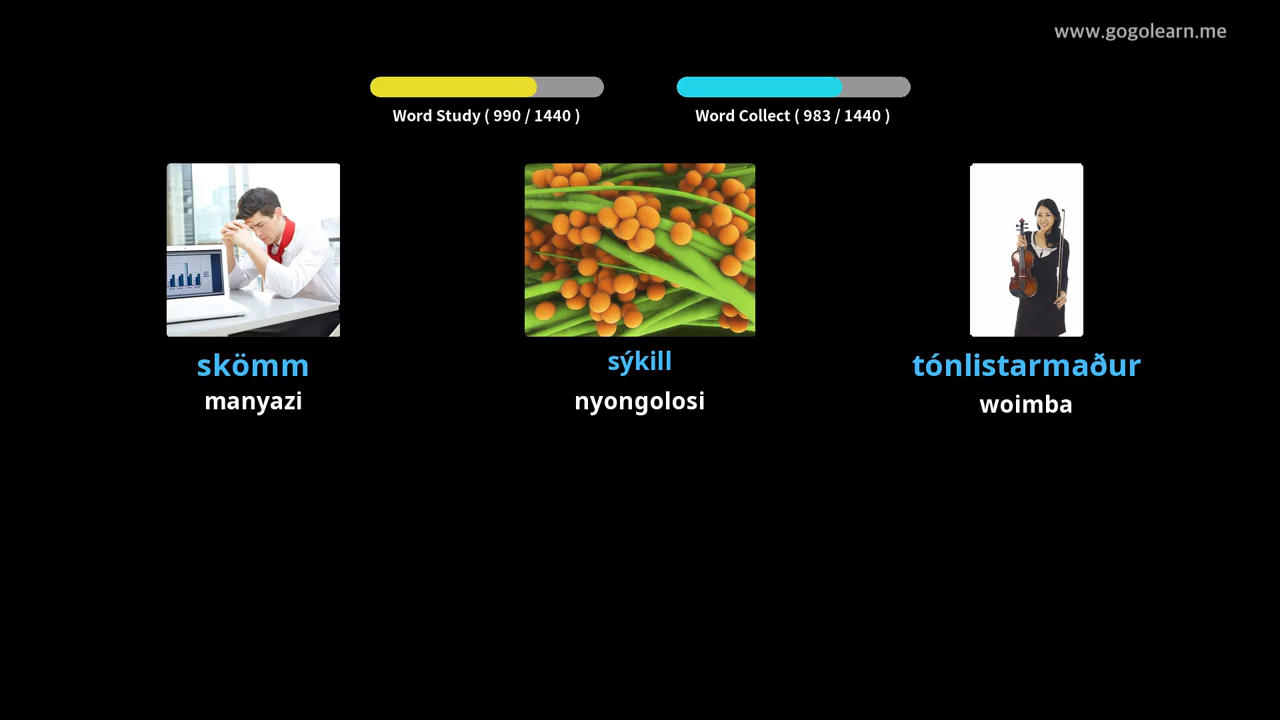 www.gogolearn.me
Word Study ( 990 / 1440 )
Word Collect ( 983 / 1440 )
skömm
manyazi
sýkill
nyongolosi
tónlistarmaður
woimba